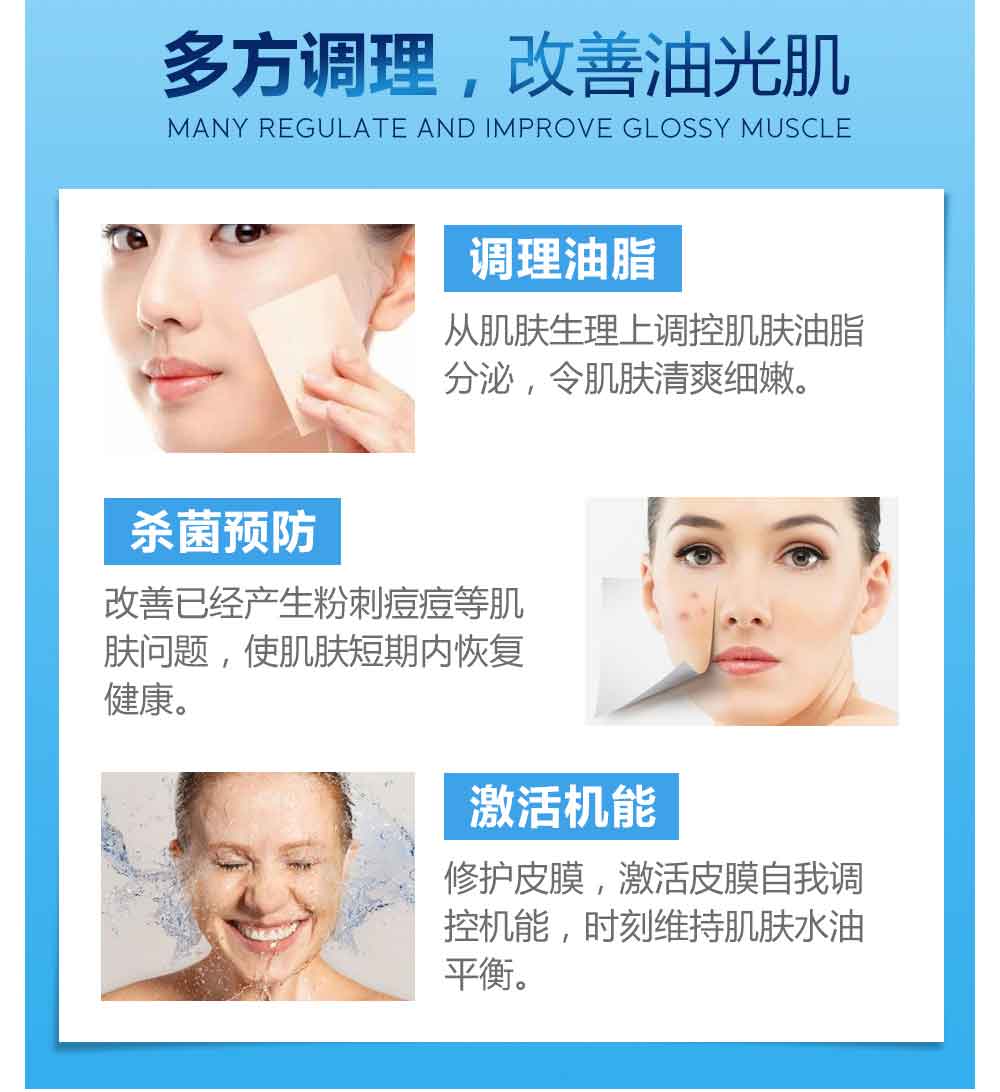 多方调理，改善油光肌
MANY REGULATE AND IMPROVE GLOSSY MUSCLE
调理油脂
从肌肤生理上调控肌肤油脂
分泌，令肌肤清爽细嫩。
杀菌预防
改善已经产生粉刺痘痘等肌
肤问题，使肌肤短期内恢复
健康。
激活机能
修护皮膜，激活皮膜自我调
控机能，时刻维持肌肤水油
平衡。